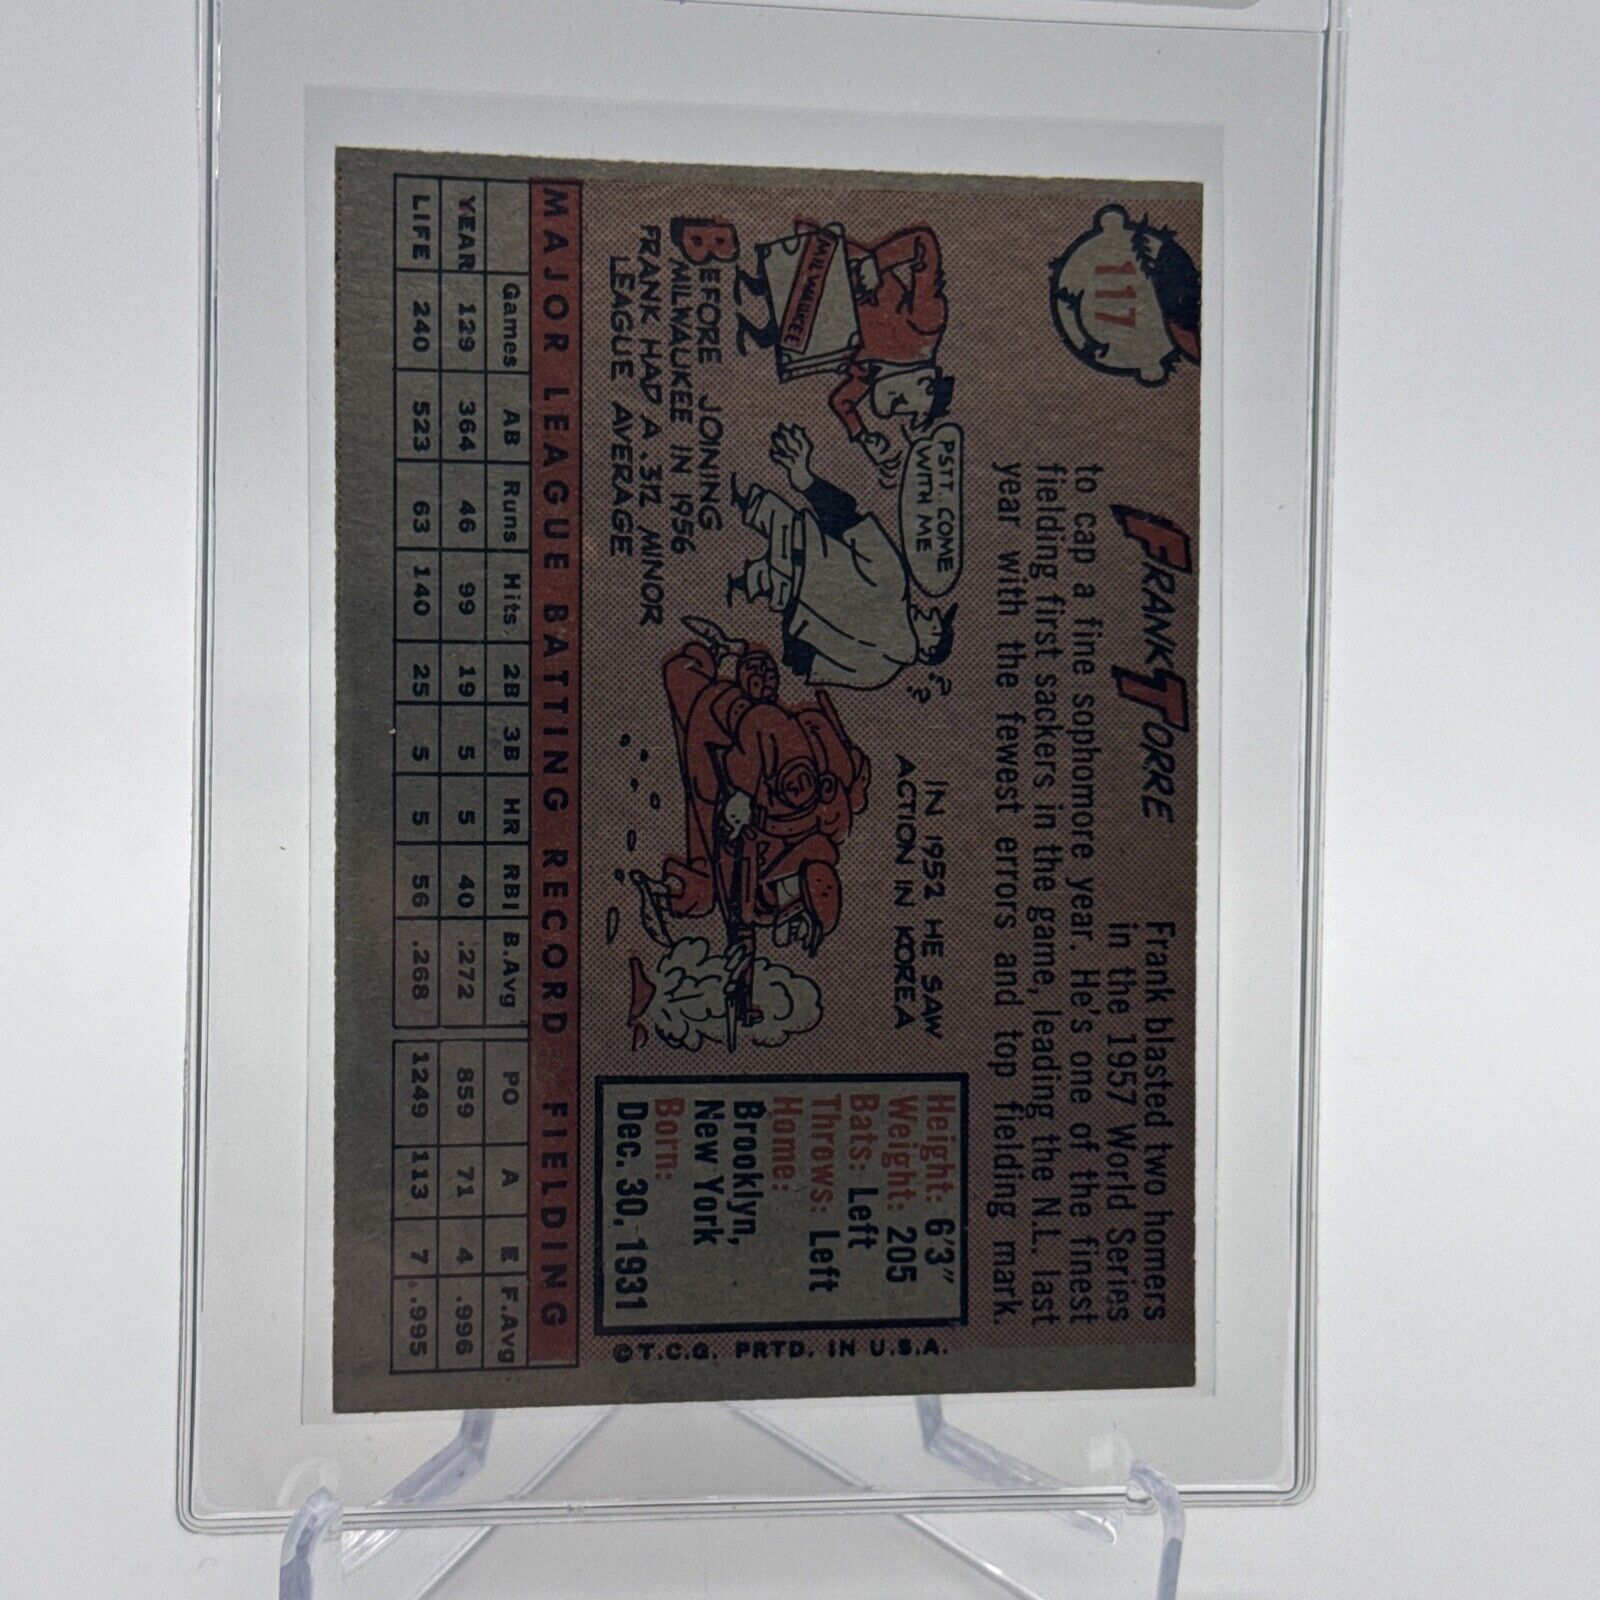 117
FRANK TORRE
Frank blasted two homers
in the 1957 World Series
to cap a fine sophomore year. He's one of the finest
fielding first sackers in the game, leading the N.L. last
year with the fewest errors and top fielding mark.
PSTT. COME
WITH ME
MILWAUKEE
BEFORE JOINING
MILWAUKEE IN 1956
FRANK HAD A .312 MINOR
LEAGUE AVERAGE
IN 1952 HE SAW
ACTION IN KOREA
U.S.
Height: 6'3"
Weight: 205
Bats: Left
Throws: Left
Home:
Brooklyn,
New York
Born:
Dec. 30, 1931
©T.C.G. PRTD. IN U.S.A.
MAJOR LEAGUE BATTING RECORD FIELDING
Games AB Runs Hits 2B 3B HR RBI B.Avg PO A E F.Avg
YEAR 129 364 46 99 19 5 5 40 .272 859 71 4 .996
LIFE 240 523 63 140 25 5 5 56 .268 1249 113 7 .995